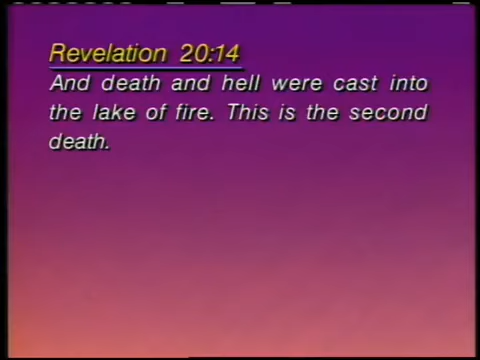 Revelation 20:14
And death and hell were cast into
the lake of fire. This is the second
death.